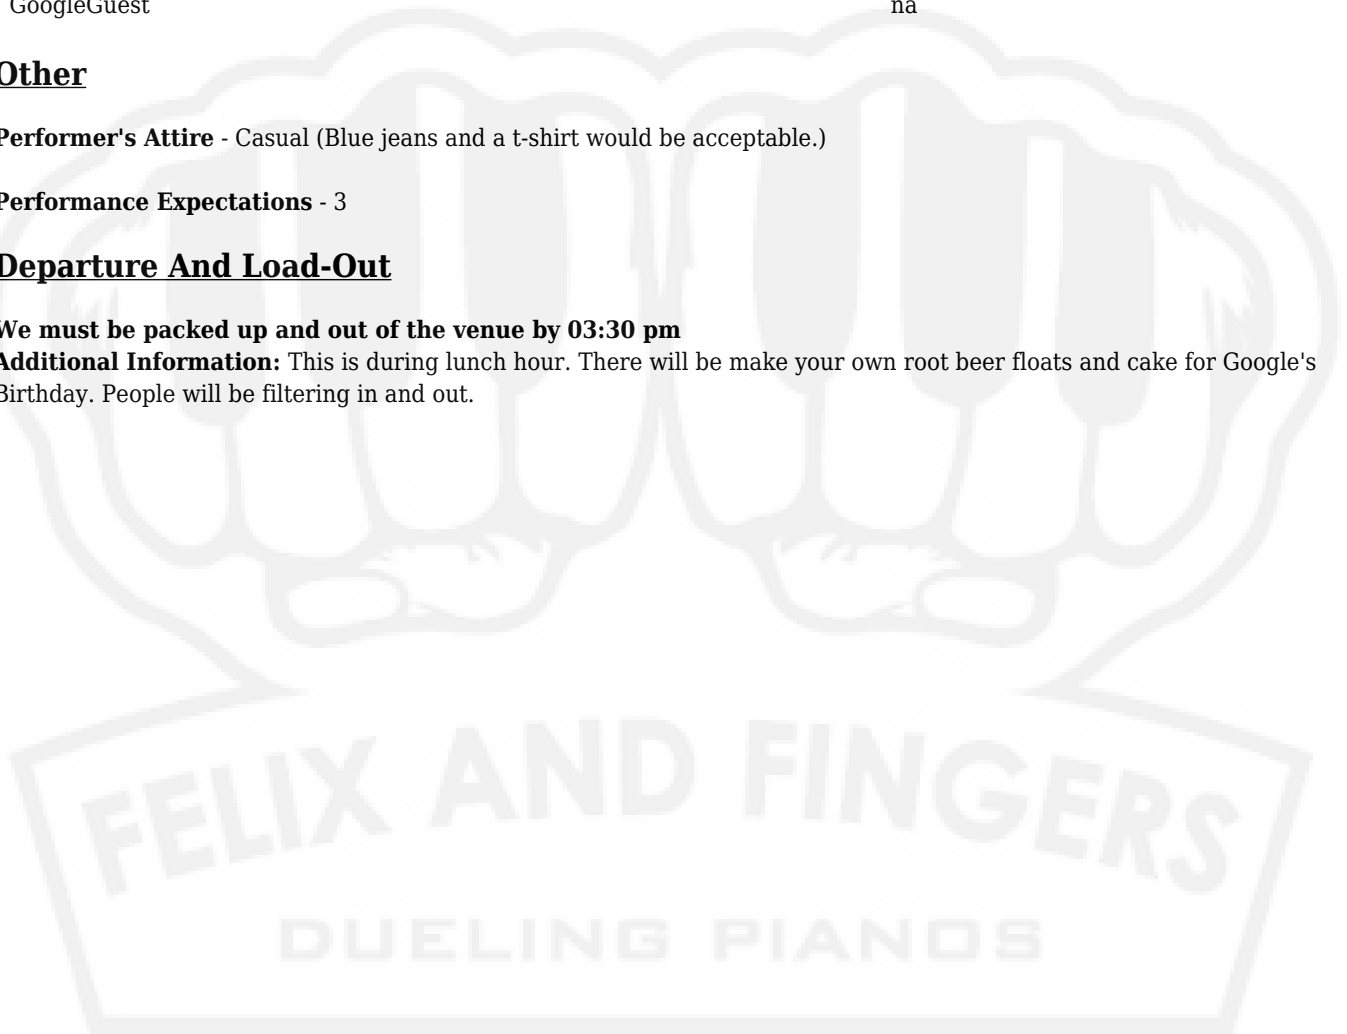 GoogleGuest na
Other
Performer's Attire - Casual (Blue jeans and a t-shirt would be acceptable.)
Performance Expectations - 3
Departure And Load-Out
We must be packed up and out of the venue by 03:30 pm
Additional Information: This is during lunch hour. There will be make your own root beer floats and cake for Google's
Birthday. People will be filtering in and out.
FELIX AND FINGERS
DUELING PIANOS